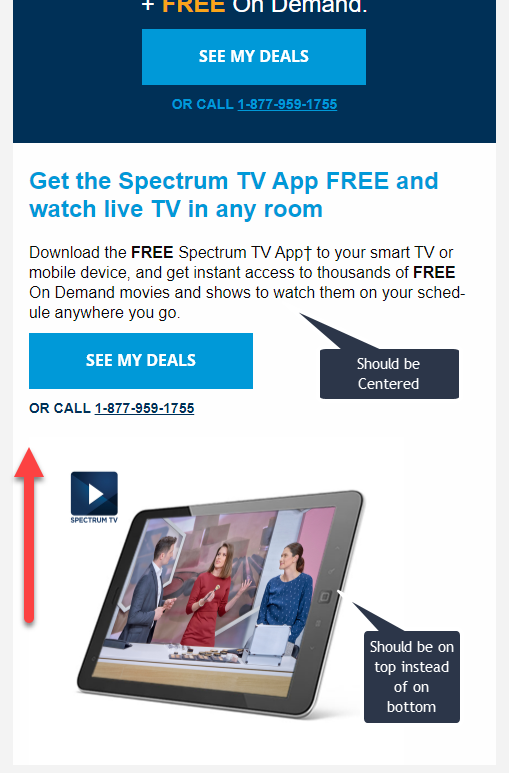 + FREE On Demand.
SEE MY DEALS
OR CALL 1-877-959-1755
Get the Spectrum TV App FREE and
watch live TV in any room
Download the FREE Spectrum TV App† to your smart TV or
mobile device, and get instant access to thousands of FREE
On Demand movies and shows to watch them on your sched-
ule anywhere you go.
SEE MY DEALS
Should be
Centered
OR CALL 1-877-959-1755
SPECTRUM TV
Should be on
top instead
of on
bottom